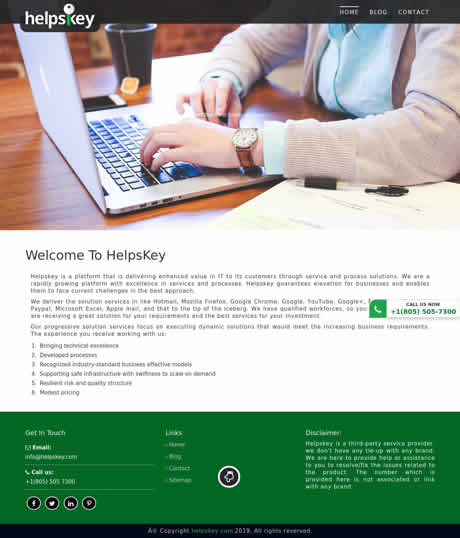 helpskey
HOME BLOG CONTACT
Welcome To HelpsKey
Helpskey is a platform that is delivering enhanced value in IT to its customers through service and process solutions. We are a
rapidly growing platform with excellence in services and processes. Helpskey guarantees elevation for businesses and enables
them to face current challenges in the best approach.
We deliver the solution services in like Hotmail, Mozilla Firefox, Google Chrome, Google, YouTube, Google+,
Paypal, Microsoft Excel, Apple mail, and that to the tip of the iceberg. We have qualified workforces, so you
are receiving a great solution for your requirements and the best services for your investment.
CALL US NOW
+1(805) 505-7300
Our progressive solution services focus on executing dynamic solutions that would meet the increasing business requirements.
The experience you receive working with us:
1. Bringing technical excellence
2. Developed processes
3. Recognized industry-standard business effective models
4. Supporting safe infrastructure with swiftness to scale-on demand
5. Resilient risk and quality structure
6. Modest pricing
Get In Touch
Email:
info@helpskey.com
Call us:
+1(805) 505 7300
Links
Home
Blog
Contact
Sitemap
Disclaimer:
Helpskey is a third-party service provider.
we don't have any tie-up with any brand.
We are here to provide help or assistance
to you to resolve/fix the issues related to
product. The number which is
provided here is not associated or link
with any brand
Â© Copyright helpskey.com 2019. All rights reserved.